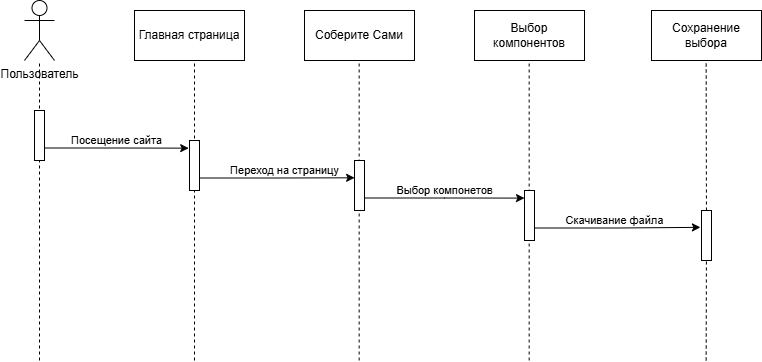 Пользователь
Главная страница
Соберите Сами
Выбор
компонентов
Сохранение
выбора
Посещение сайта
Переход на страницу
Выбор компонетов
Скачивание файла